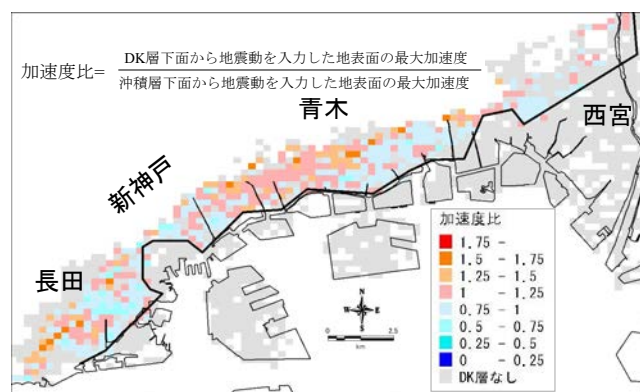 加速度比=
DK層下面から地震動を入力した地表面の最大加速度
沖積層下面から地震動を入力した地表面の最大加速度
青木
西宮
新神戸
長田
加速度比
1.75 -
1.5 - 1.75
1.25 - 1.5
1 - 1.25
0.75 - 1
0.5 - 0.75
0.25 - 0.5
0 - 0.25
DK層なし
N
W E
S
0 2.5
km